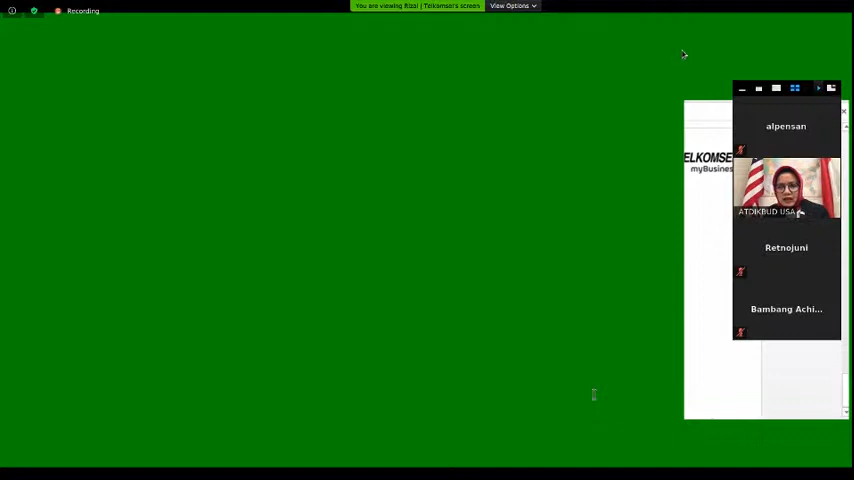 Recording
You are viewing Rizal | Telkomsel's screen
View Options
alpensan
ELKOMSE
myBusines
ATDIKBUD USA
Retnojuni
Bambang Achi...